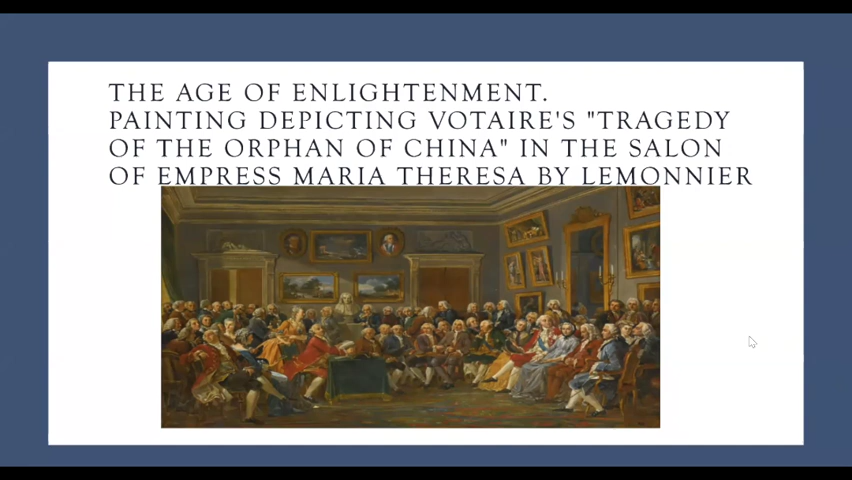 THE AGE OF ENLIGHTENMENT.
PAINTING DEPICTING VOTAIRE'S "TRAGEDY
OF THE ORPHAN OF CHINA" IN THE SALON
OF EMPRESS MARIA THERESA BY LEMONNIER